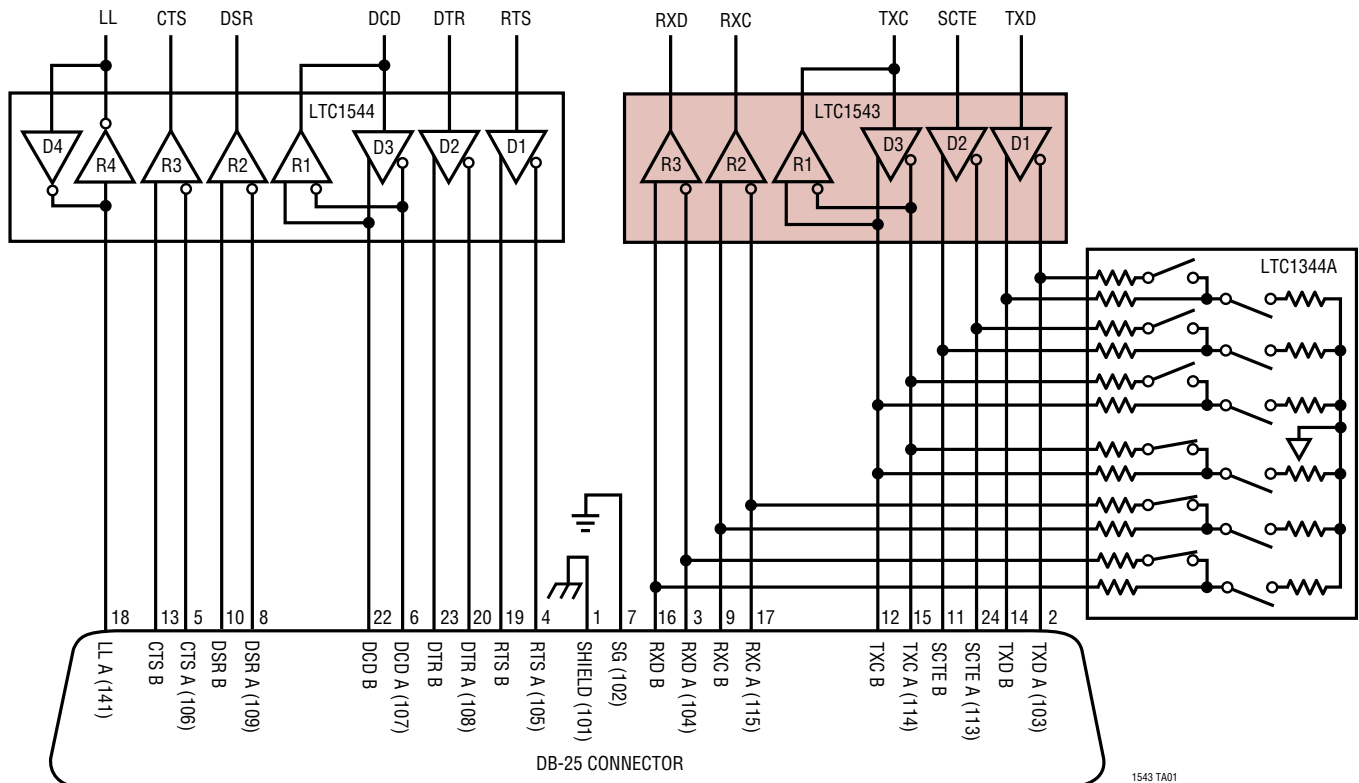 LL CTS DSR DCD DTR RTS RXD RXC TXC SCTE TXD
LTC1544
D4 R4 R3 R2 R1 D3 D2 D1
LTC1543
R3 R2 R1 D3 D2 D1
LTC1344A
18 13 5 10 8 22 6 23 20 19 4 1 7 16 3 9 17 12 15 11 24 14 2
LL A (141)
CTS B
CTS A (106)
DSR B
DSR A (109)
DCD B
DCD A (107)
DTR B
DTR A (108)
RTS B
RTS A (105)
SHIELD (101)
SG (102)
RXD B
RXD A (104)
RXC B
RXC A (115)
TXC B
TXC A (114)
SCTE B
SCTE A (113)
TXD B
TXD A (103)
DB-25 CONNECTOR
1543 TA01